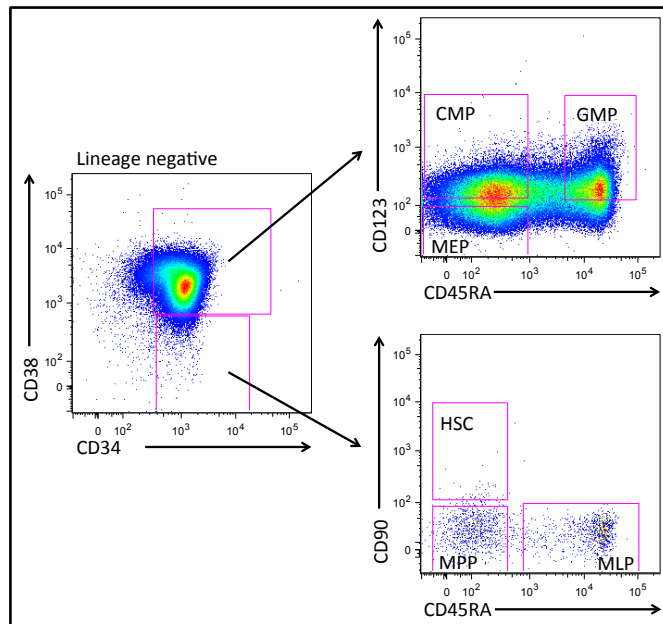 Lineage negative
10⁵
10⁴
10³
10²
0
CD38
0 10² 10³ 10⁴ 10⁵
CD34
10⁵
10⁴
10³
10²
0
CD123
CMP
GMP
MEP
0 10² 10³ 10⁴ 10⁵
CD45RA
10⁵
10⁴
10³
10²
0
CD90
HSC
MPP
MLP
0 10² 10³ 10⁴ 10⁵
CD45RA